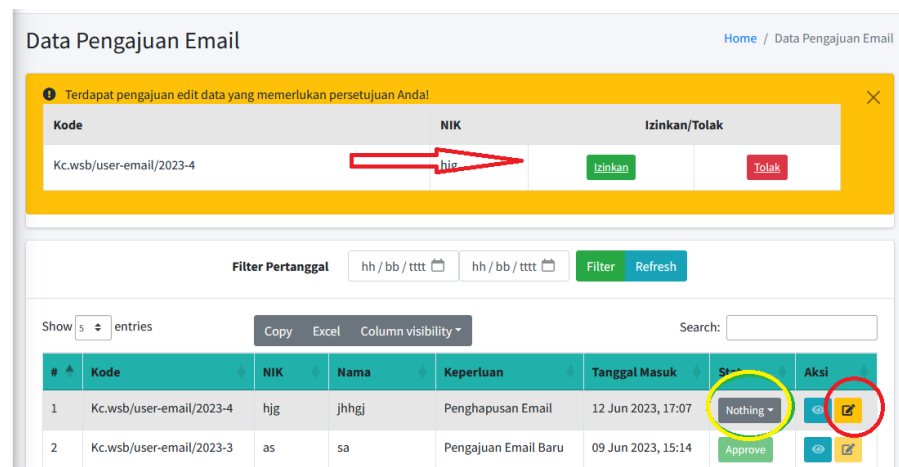 Data Pengajuan Email
Home / Data Pengajuan Email
Terdapat pengajuan edit data yang memerlukan persetujuan Anda!
Kode NIK Izinkan/Tolak
Kc.wsb/user-email/2023-4 hjg Izinkan Tolak
Filter Pertanggal hh / bb / tttt hh / bb / tttt Filter Refresh
Show 5 entries Copy Excel Column visibility Search:
# Kode NIK Nama Keperluan Tanggal Masuk Status Aksi
1 Kc.wsb/user-email/2023-4 hjg jhhgj Penghapusan Email 12 Jun 2023, 17:07 Nothing
2 Kc.wsb/user-email/2023-3 as sa Pengajuan Email Baru 09 Jun 2023, 15:14 Approve